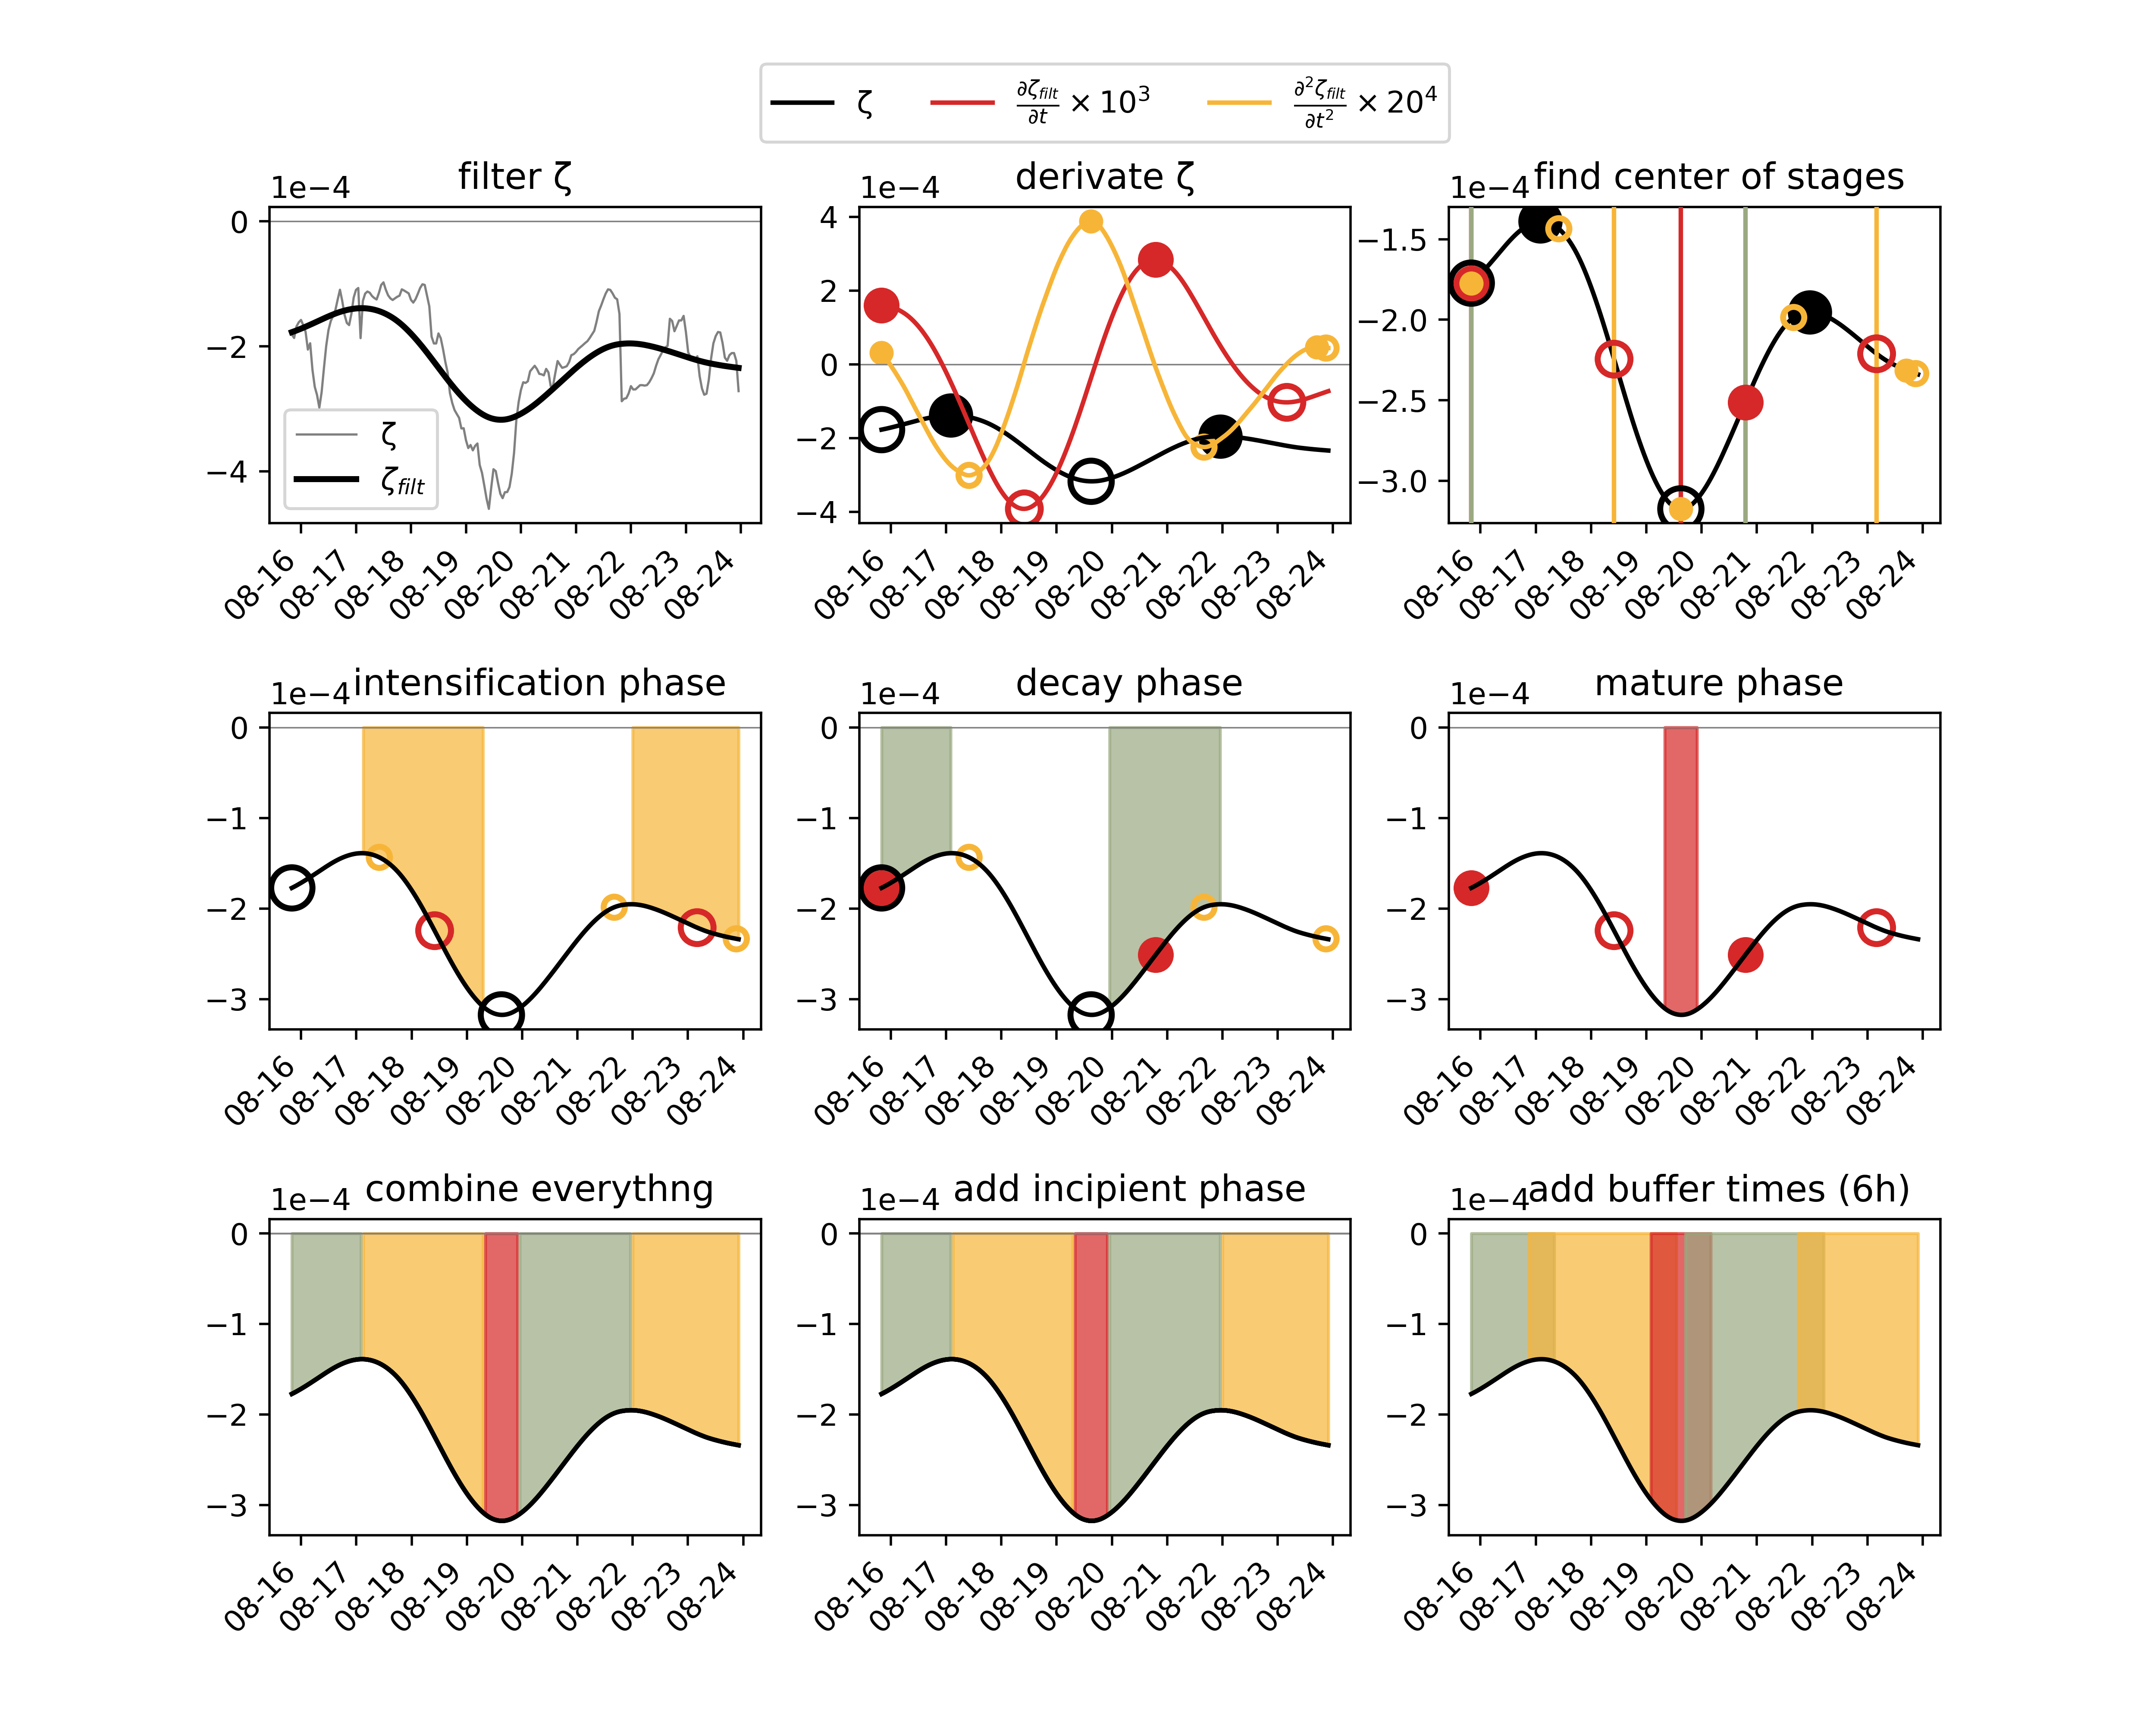 ζ ∂ζ_filt/∂t × 10³ ∂²ζ_filt/∂t² × 20⁴
filter ζ
1e−4
0
−2
−4
ζ
ζ_filt
08-16 08-17 08-18 08-19 08-20 08-21 08-22 08-23 08-24
derivate ζ
1e−4
4
2
0
−2
−4
08-16 08-17 08-18 08-19 08-20 08-21 08-22 08-23 08-24
find center of stages
1e−4
−1.5
−2.0
−2.5
−3.0
08-16 08-17 08-18 08-19 08-20 08-21 08-22 08-23 08-24
intensification phase
1e−4
0
−1
−2
−3
08-16 08-17 08-18 08-19 08-20 08-21 08-22 08-23 08-24
decay phase
1e−4
0
−1
−2
−3
08-16 08-17 08-18 08-19 08-20 08-21 08-22 08-23 08-24
mature phase
1e−4
0
−1
−2
−3
08-16 08-17 08-18 08-19 08-20 08-21 08-22 08-23 08-24
combine everythng
1e−4
0
−1
−2
−3
08-16 08-17 08-18 08-19 08-20 08-21 08-22 08-23 08-24
add incipient phase
1e−4
0
−1
−2
−3
08-16 08-17 08-18 08-19 08-20 08-21 08-22 08-23 08-24
add buffer times (6h)
1e−4
0
−1
−2
−3
08-16 08-17 08-18 08-19 08-20 08-21 08-22 08-23 08-24